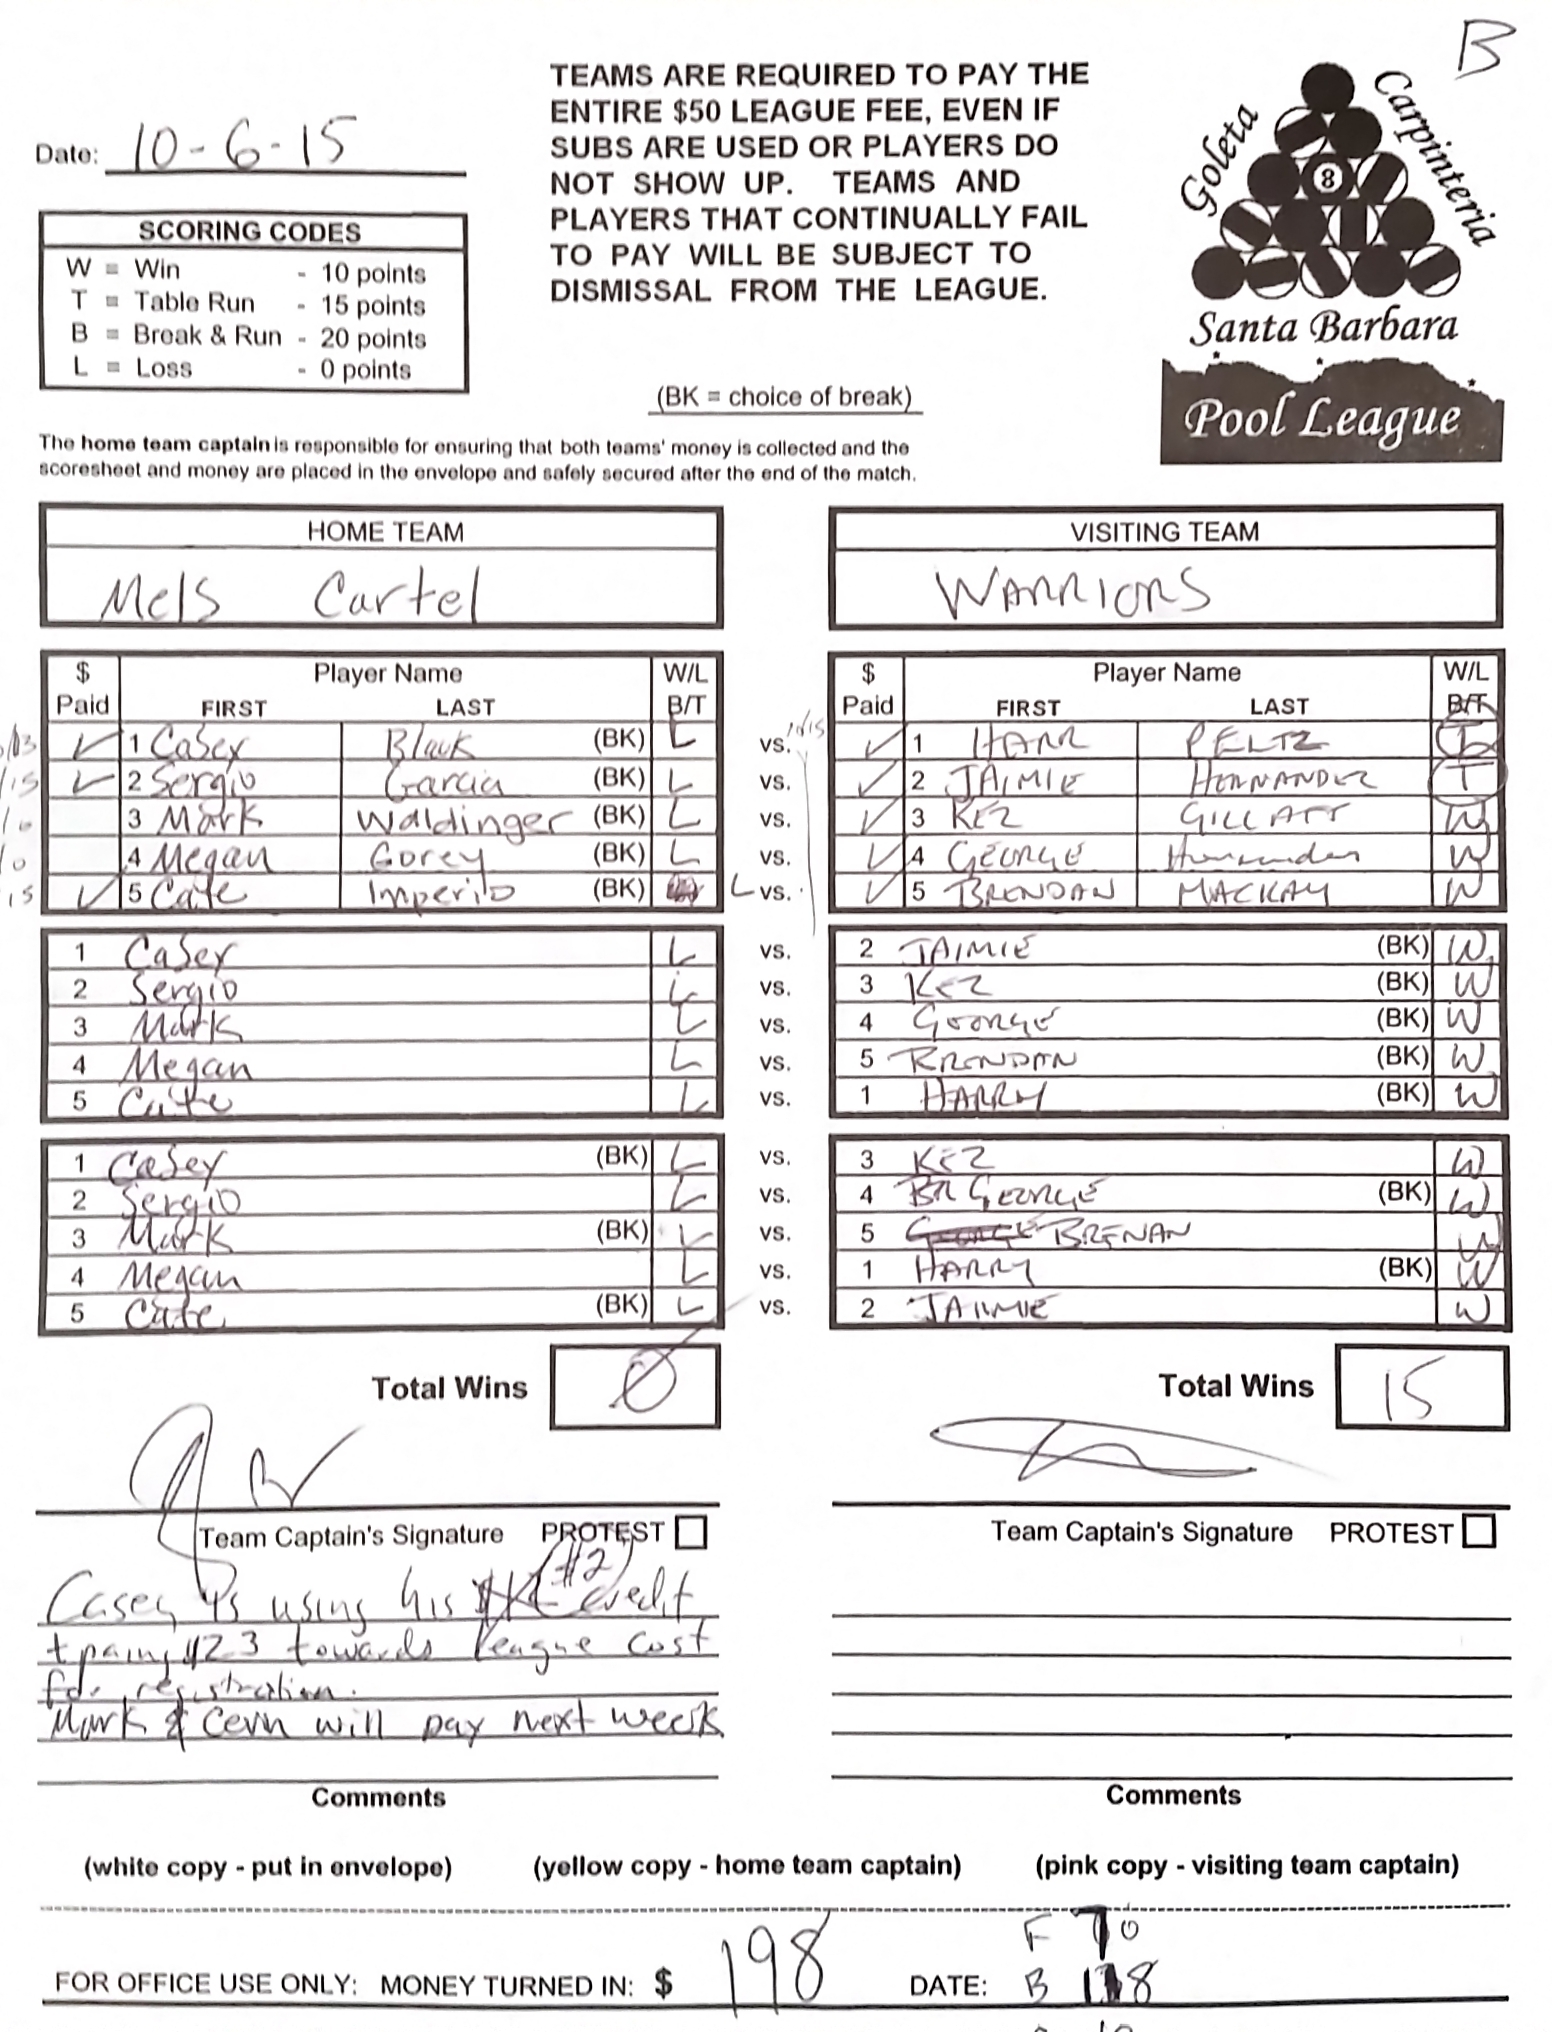 B
TEAMS ARE REQUIRED TO PAY THE
ENTIRE $50 LEAGUE FEE, EVEN IF
SUBS ARE USED OR PLAYERS DO
NOT SHOW UP. TEAMS AND
PLAYERS THAT CONTINUALLY FAIL
TO PAY WILL BE SUBJECT TO
DISMISSAL FROM THE LEAGUE.
Date: 10-6-15
SCORING CODES
W = Win - 10 points
T = Table Run - 15 points
B = Break & Run - 20 points
L = Loss - 0 points
(BK = choice of break)
Goleta
Carpinteria
8
Santa Barbara
Pool League
The home team captain is responsible for ensuring that both teams' money is collected and the
scoresheet and money are placed in the envelope and safely secured after the end of the match.
HOME TEAM VISITING TEAM
Mels Cartel WARRIORS
$ Player Name W/L $ Player Name W/L
Paid FIRST LAST B/T Paid FIRST LAST B/T
✓ 1 Casey Black (BK) L vs. ✓ 1 HARR PELTZ
✓ 2 Sergio Garcia (BK) L vs. ✓ 2 JAIMIE HERNANDEZ T
3 Mark Waldinger (BK) L vs. ✓ 3 KEZ GILLATT W
4 Megan Gorey (BK) L vs. ✓ 4 GEORGE Hernandez W
✓ 5 Cate Imperio (BK) L vs. ✓ 5 BRENDAN MACKAY W
1 Casey L vs. 2 JAIMIE (BK) W
2 Sergio L vs. 3 KEZ (BK) W
3 Mark L vs. 4 GEORGE (BK) W
4 Megan L vs. 5 BRENDAN (BK) W
5 Cate L vs. 1 HARRY (BK) W
1 Casey (BK) L vs. 3 KEZ W
2 Sergio L vs. 4 BR GEORGE (BK) W
3 Mark (BK) L vs. 5 GEORGE BRENAN W
4 Megan L vs. 1 HARRY (BK) W
5 Cate (BK) L vs. 2 JAIMIE W
Total Wins 0 Total Wins 15
Team Captain's Signature PROTEST Team Captain's Signature PROTEST
(#2)
Casey is using his credit
+ paying $23 towards league cost
for registration.
Mark & Cevin will pay next week
Comments Comments
(white copy - put in envelope) (yellow copy - home team captain) (pink copy - visiting team captain)
F 70
FOR OFFICE USE ONLY: MONEY TURNED IN: $ 198 DATE: B 118